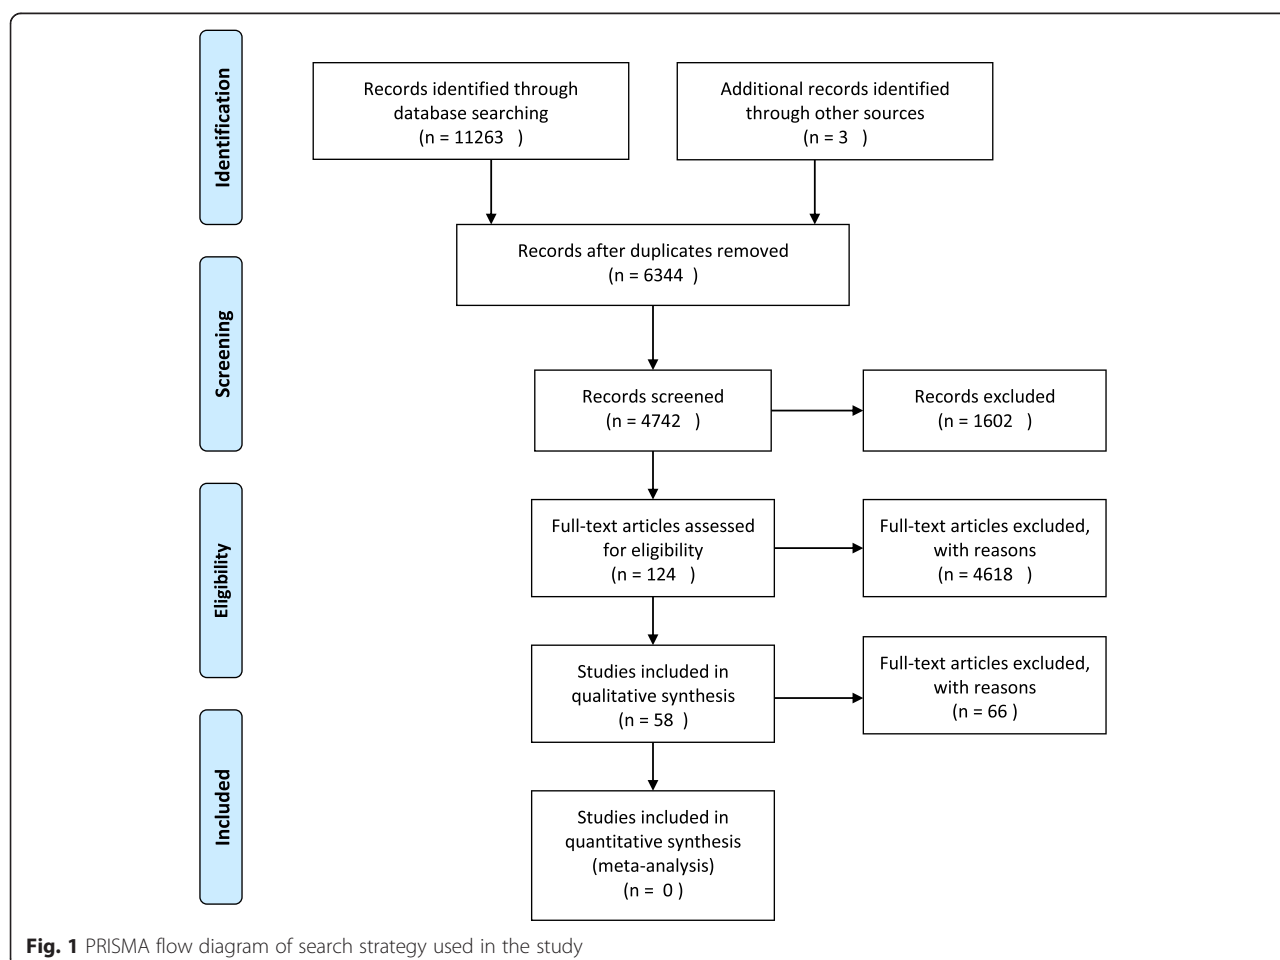 Identification
Records identified through
database searching
(n = 11263 )
Additional records identified
through other sources
(n = 3 )
Records after duplicates removed
(n = 6344 )
Screening
Records screened
(n = 4742 )
Records excluded
(n = 1602 )
Eligibility
Full-text articles assessed
for eligibility
(n = 124 )
Full-text articles excluded,
with reasons
(n = 4618 )
Studies included in
qualitative synthesis
(n = 58 )
Full-text articles excluded,
with reasons
(n = 66 )
Included
Studies included in
quantitative synthesis
(meta-analysis)
(n = 0 )
Fig. 1 PRISMA flow diagram of search strategy used in the study